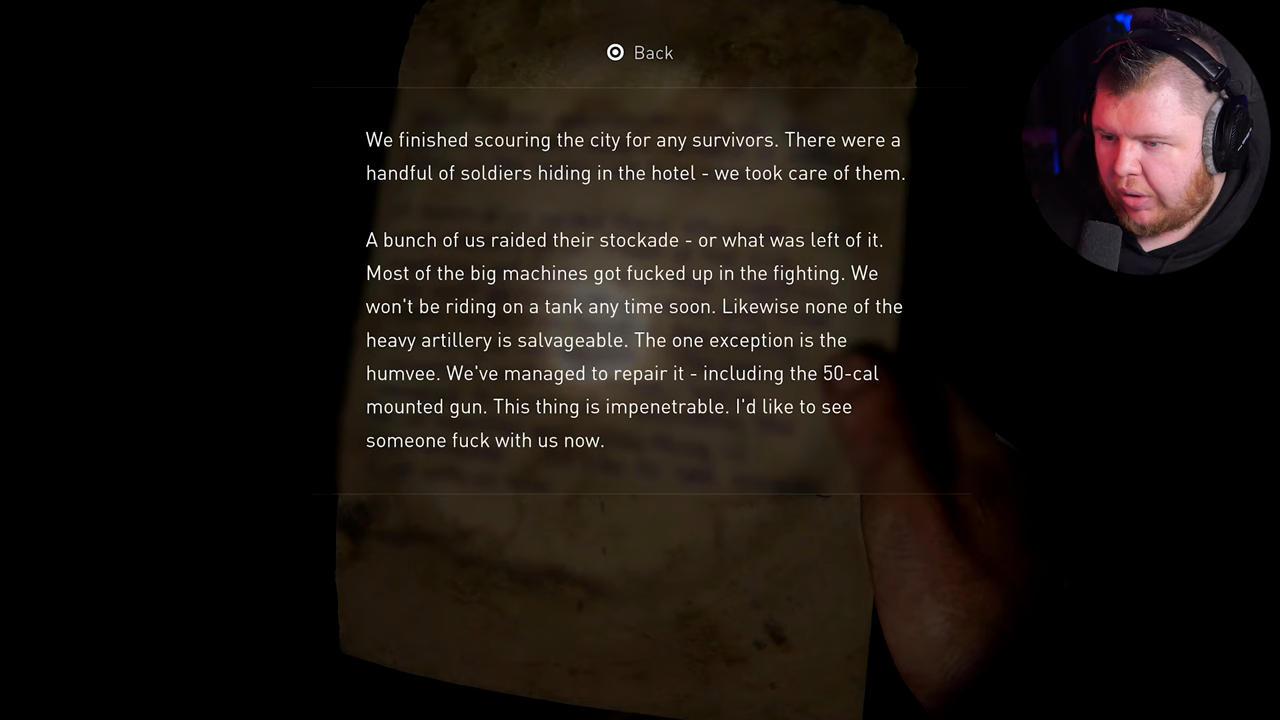 Back
We finished scouring the city for any survivors. There were a
handful of soldiers hiding in the hotel - we took care of them.
A bunch of us raided their stockade - or what was left of it.
Most of the big machines got fucked up in the fighting. We
won't be riding on a tank any time soon. Likewise none of the
heavy artillery is salvageable. The one exception is the
humvee. We've managed to repair it - including the 50-cal
mounted gun. This thing is impenetrable. I'd like to see
someone fuck with us now.